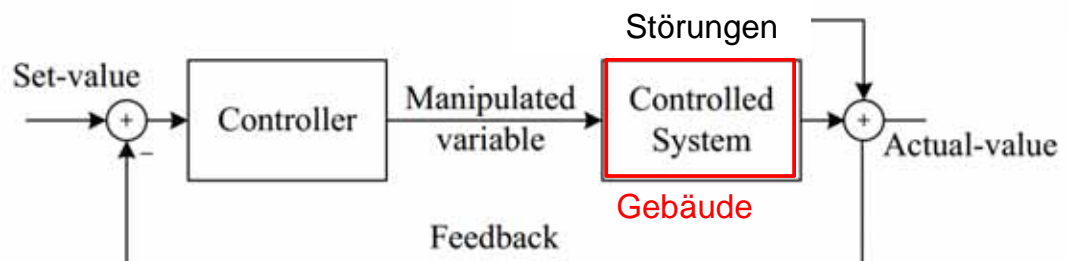 Störungen
Set-value
+
−
Controller
Manipulated
variable
Controlled
System
+
Actual-value
Gebäude
Feedback